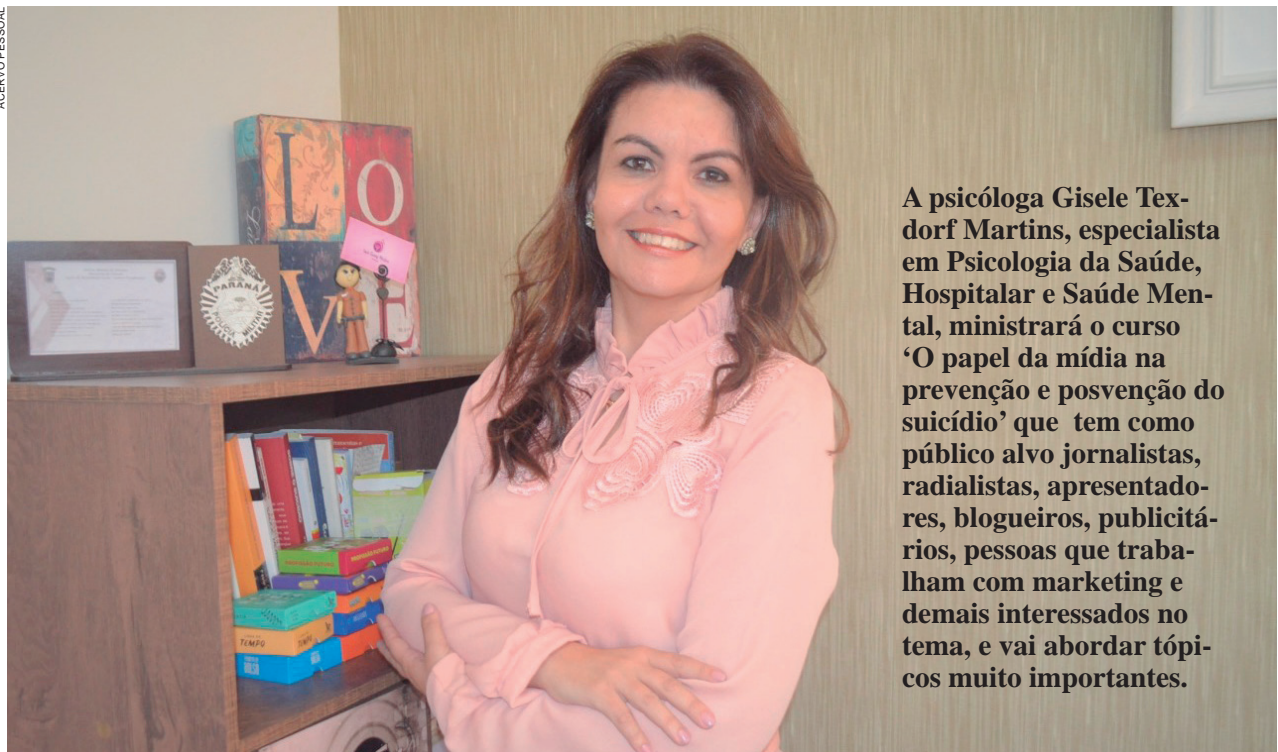 ACERVO PESSOAL
A psicóloga Gisele Tex-
dorf Martins, especialista
em Psicologia da Saúde,
Hospitalar e Saúde Men-
tal, ministrará o curso
‘O papel da mídia na
prevenção e posvenção do
suicídio’ que  tem como
público alvo jornalistas,
radialistas, apresentado-
res, blogueiros, publicitá-
rios, pessoas que traba-
lham com marketing e
demais interessados no
tema, e vai abordar tópi-
cos muito importantes.
L O
V E
PARANÁ
TEMPO